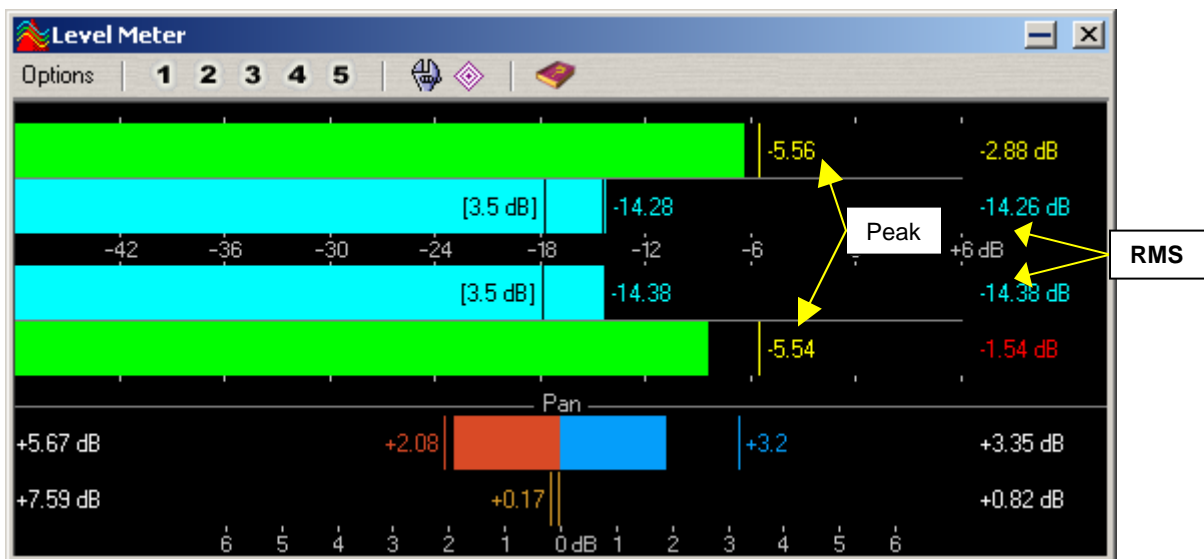 Level Meter
Options 1 2 3 4 5
-5.56 -2.88 dB
[3.5 dB] -14.28 -14.26 dB
Peak
-42 -36 -30 -24 -18 -12 -6 +6 dB
RMS
[3.5 dB] -14.38 -14.38 dB
-5.54 -1.54 dB
Pan
+5.67 dB +2.08 +3.2 +3.35 dB
+7.59 dB +0.17 +0.82 dB
6 5 4 3 2 1 0 dB 1 2 3 4 5 6